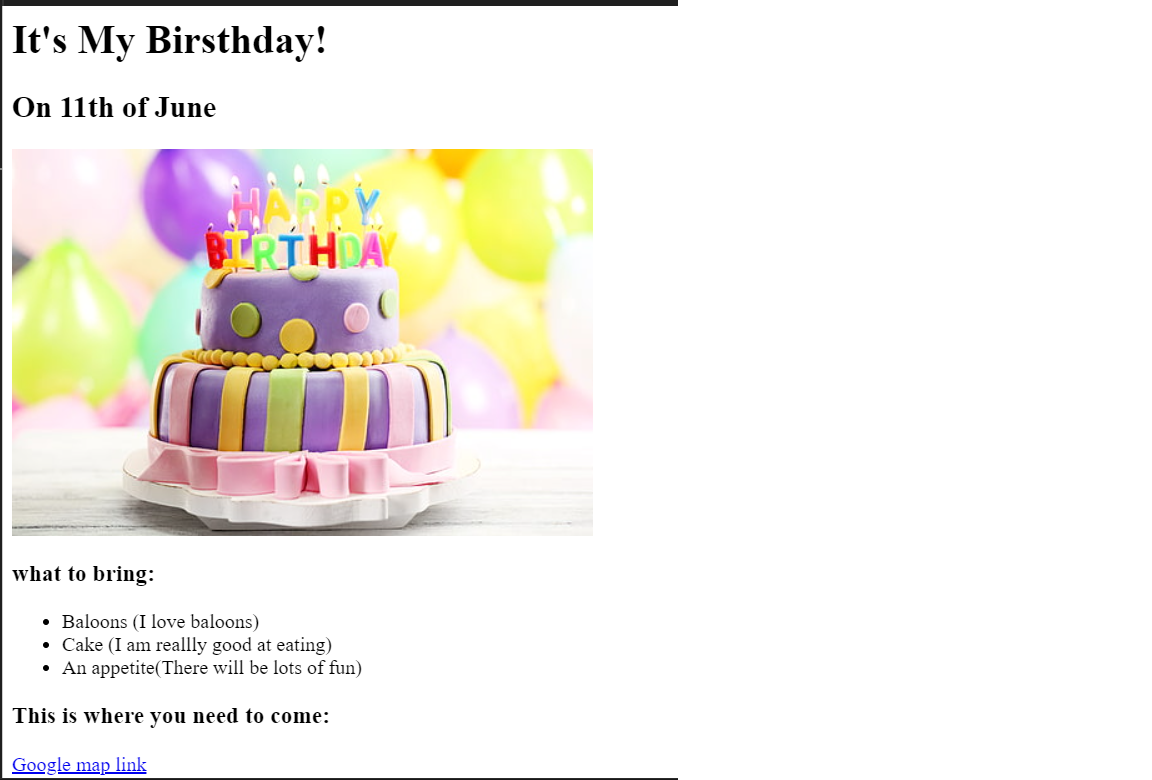 It's My Birsthday!
On 11th of June
HAPPY
BIRTHDAY
what to bring:
Baloons (I love baloons)
Cake (I am reallly good at eating)
An appetite(There will be lots of fun)
This is where you need to come:
Google map link